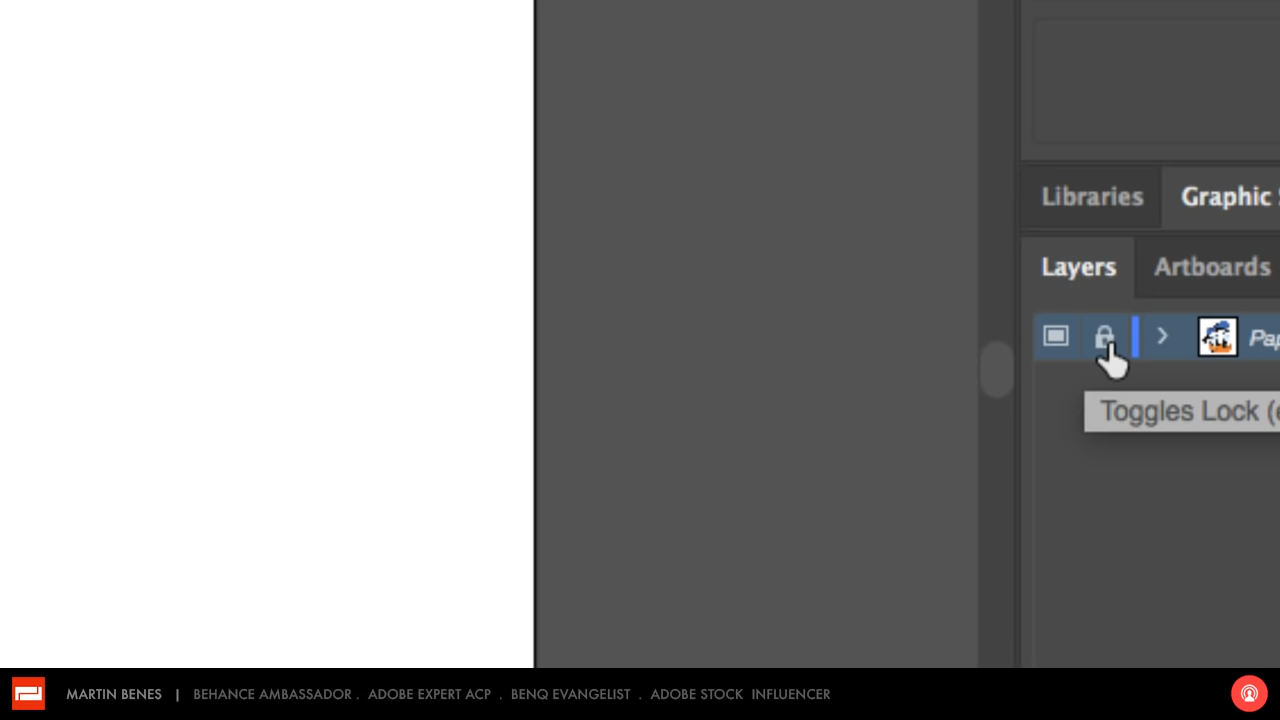 Libraries
Graphic
Layers
Artboards
Toggles Lock (
MARTIN BENES | BEHANCE AMBASSADOR . ADOBE EXPERT ACP . BENQ EVANGELIST . ADOBE STOCK INFLUENCER